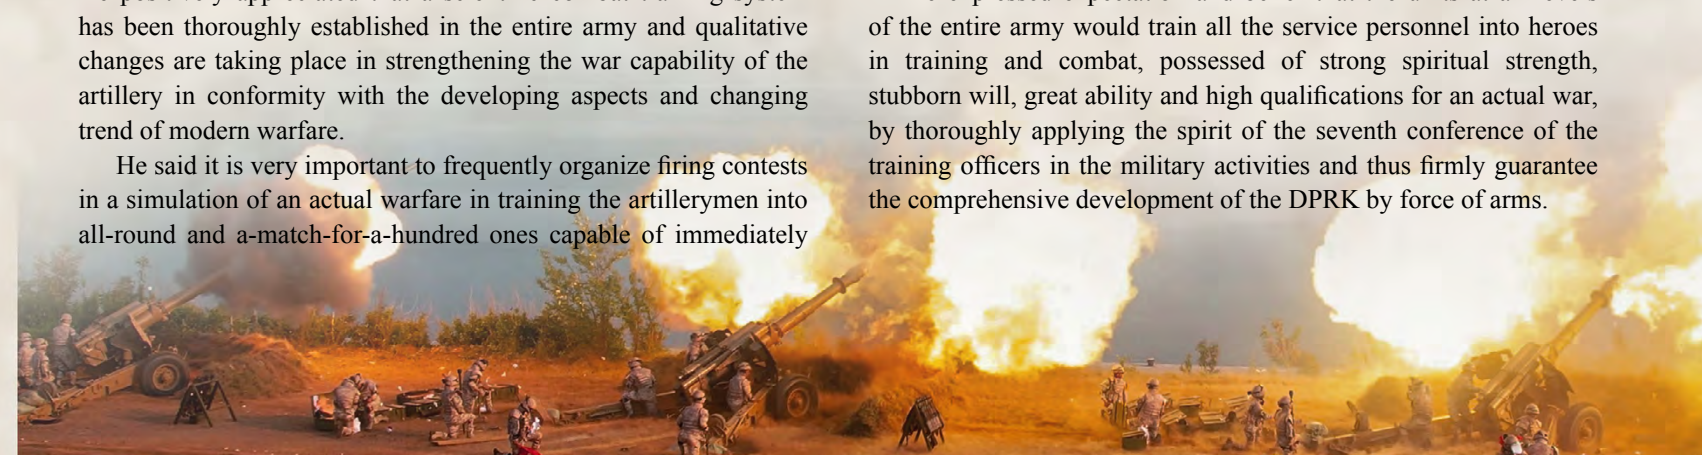 has been thoroughly established in the entire army and qualitative
changes are taking place in strengthening the war capability of the
artillery in conformity with the developing aspects and changing
trend of modern warfare.
He said it is very important to frequently organize firing contests
in a simulation of an actual warfare in training the artillerymen into
all-round and a-match-for-a-hundred ones capable of immediately
of the entire army would train all the service personnel into heroes
in training and combat, possessed of strong spiritual strength,
stubborn will, great ability and high qualifications for an actual war,
by thoroughly applying the spirit of the seventh conference of the
training officers in the military activities and thus firmly guarantee
the comprehensive development of the DPRK by force of arms.